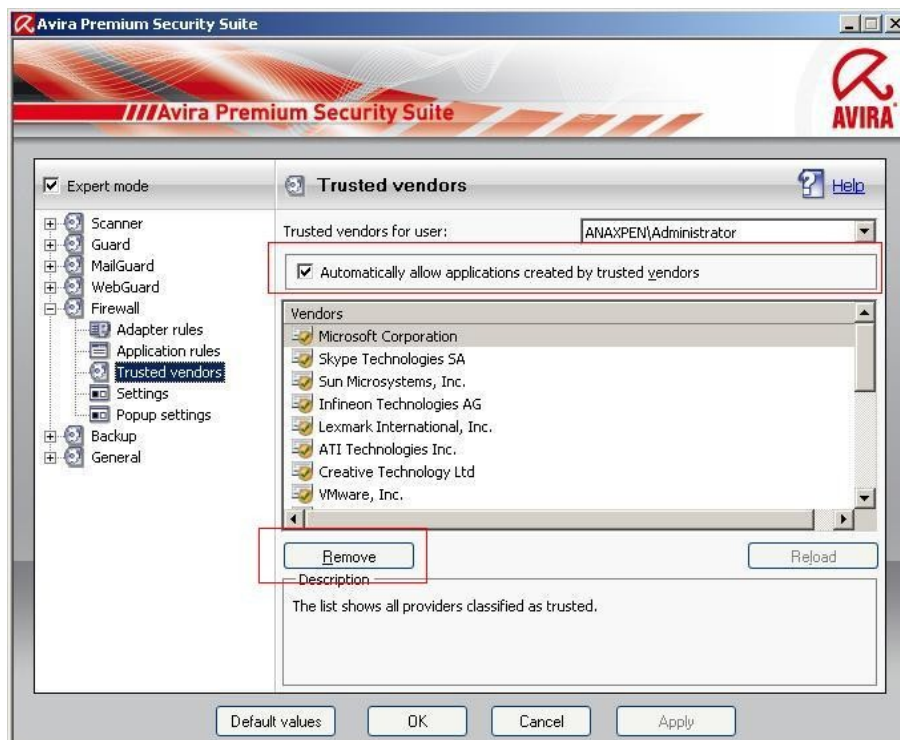 Avira Premium Security Suite
////Avira Premium Security Suite
AVIRA
Expert mode
Scanner
Guard
MailGuard
WebGuard
Firewall
Adapter rules
Application rules
Trusted vendors
Settings
Popup settings
Backup
General
Trusted vendors
Help
Trusted vendors for user:
ANAXPEN\Administrator
Automatically allow applications created by trusted vendors
Vendors
Microsoft Corporation
Skype Technologies SA
Sun Microsystems, Inc.
Infineon Technologies AG
Lexmark International, Inc.
ATI Technologies Inc.
Creative Technology Ltd
VMware, Inc.
Remove
Reload
Description
The list shows all providers classified as trusted.
Default values
OK
Cancel
Apply